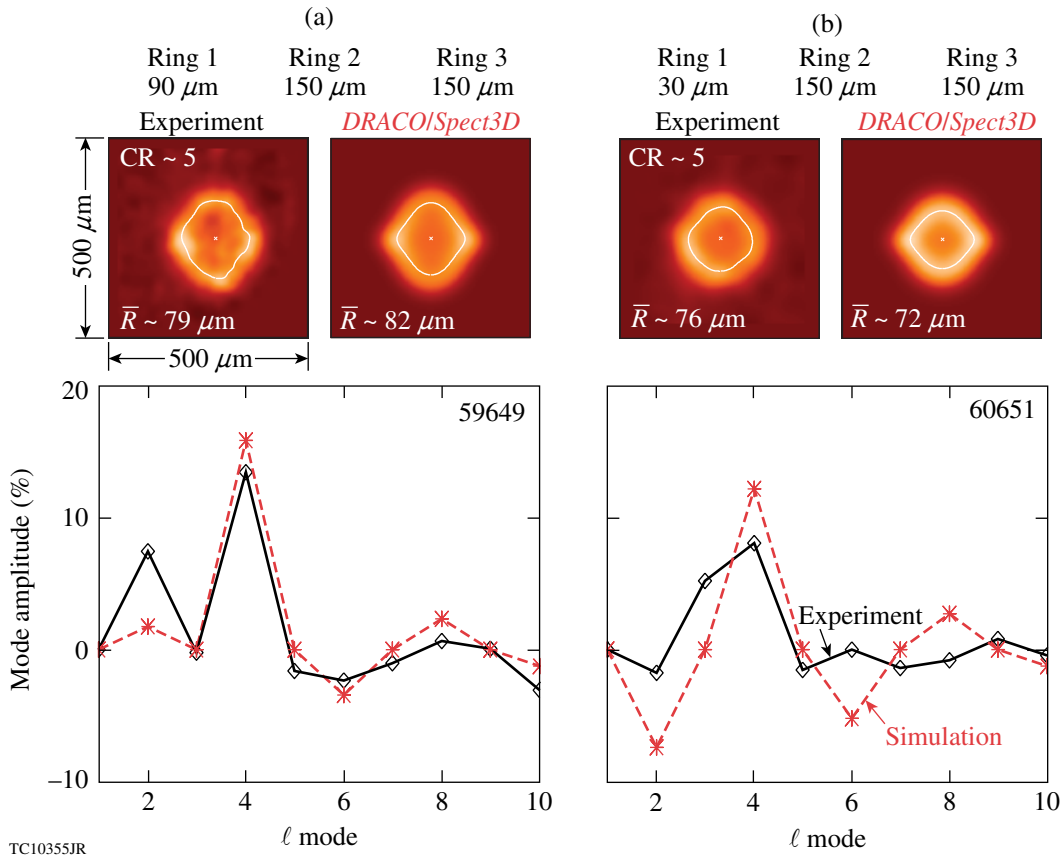 (a)
Ring 1 Ring 2 Ring 3
90 μm 150 μm 150 μm
Experiment DRACO/Spect3D
CR ~ 5
500 μm
R̅ ~ 79 μm
R̅ ~ 82 μm
500 μm
(b)
Ring 1 Ring 2 Ring 3
30 μm 150 μm 150 μm
Experiment DRACO/Spect3D
CR ~ 5
R̅ ~ 76 μm
R̅ ~ 72 μm
Mode amplitude (%)
20
10
0
–10
59649
2 4 6 8 10
ℓ mode
60651
Experiment
Simulation
2 4 6 8 10
ℓ mode
TC10355JR